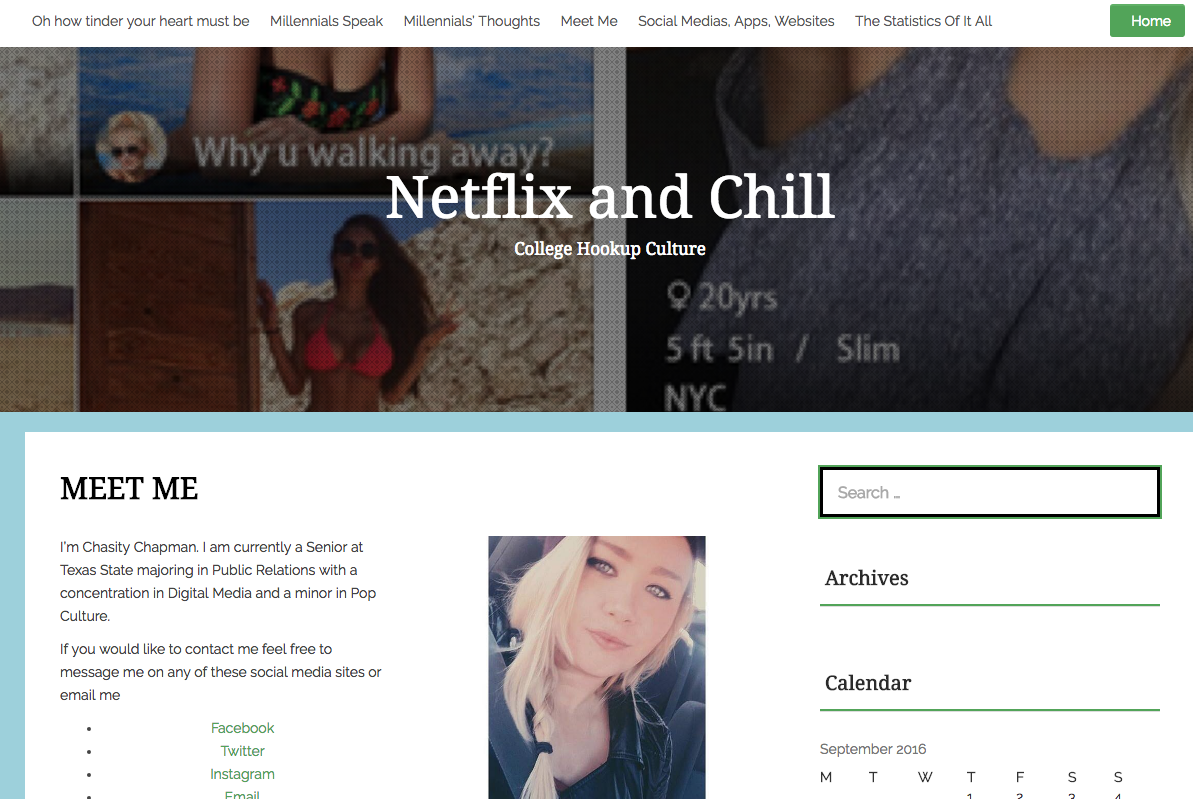 Oh how tinder your heart must be Millennials Speak Millennials' Thoughts Meet Me Social Medias, Apps, Websites The Statistics Of It All Home
Why u walking away?
Netflix and Chill
College Hookup Culture
♀ 20yrs
5 ft 5in / Slim
NYC
MEET ME
I'm Chasity Chapman. I am currently a Senior at
Texas State majoring in Public Relations with a
concentration in Digital Media and a minor in Pop
Culture.
If you would like to contact me feel free to
message me on any of these social media sites or
email me
• Facebook
• Twitter
• Instagram
• Email
Search ...
Archives
Calendar
September 2016
M T W T F S S
1 2 3 4